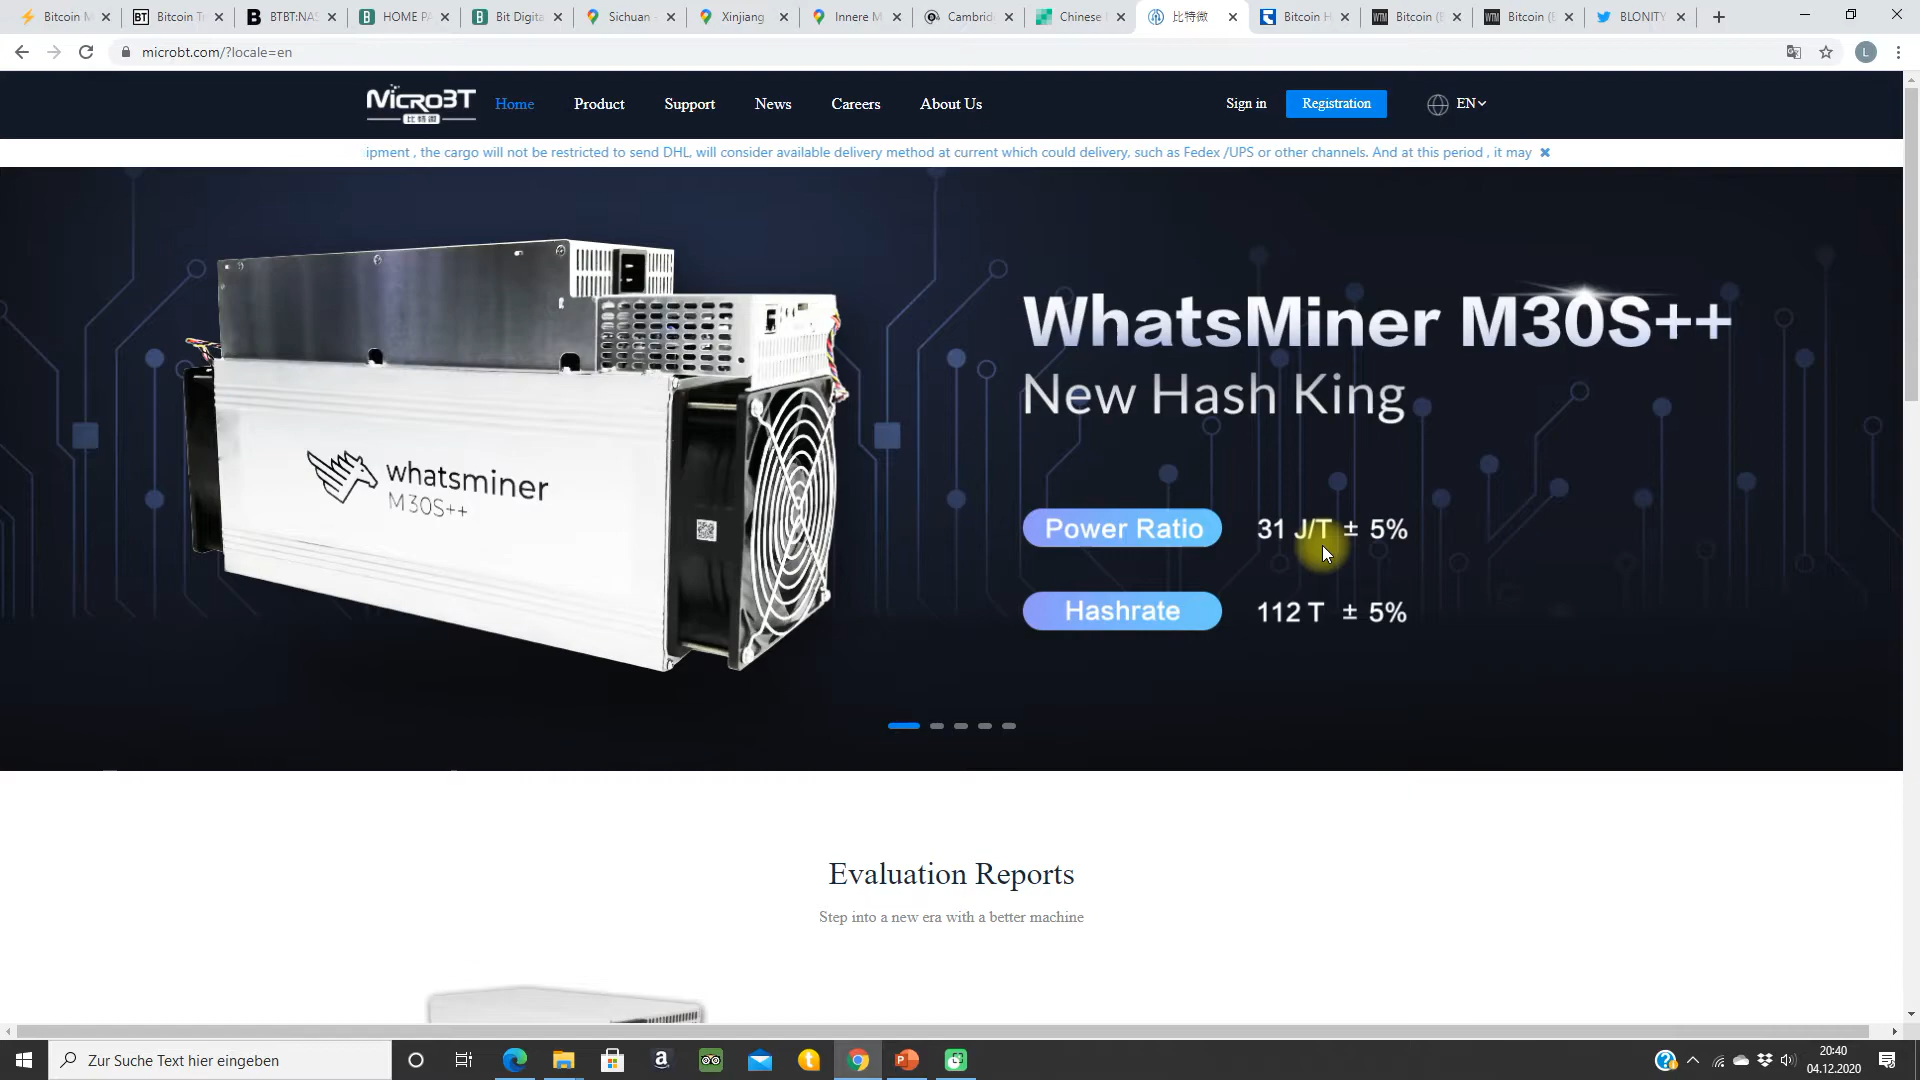 Bitcoin M
Bitcoin Tr
BTBT:NAS
HOME PA
Bit Digita
Sichuan
Xinjiang
Innere M
Cambrid
Chinese
比特微
Bitcoin H
Bitcoin (B
Bitcoin (B
BLONITY
microbt.com/?locale=en
L
MicroBT
比特微
Home
Product
Support
News
Careers
About Us
Sign in
Registration
EN
ipment , the cargo will not be restricted to send DHL, will consider available delivery method at current which could delivery, such as Fedex /UPS or other channels. And at this period , it may
whatsminer
M30S++
WhatsMiner M30S++
New Hash King
Power Ratio
31 J/T ± 5%
Hashrate
112 T ± 5%
Evaluation Reports
Step into a new era with a better machine
Zur Suche Text hier eingeben
20:40
04.12.2020